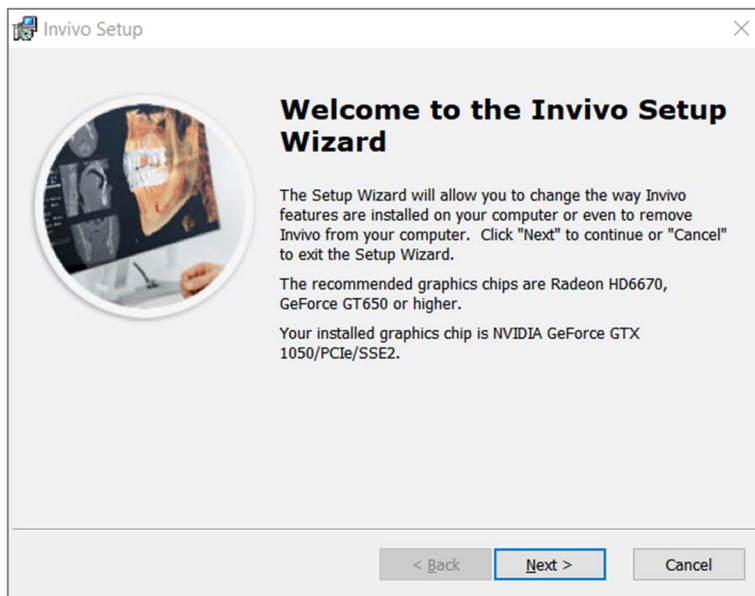 Invivo Setup
Welcome to the Invivo Setup
Wizard
The Setup Wizard will allow you to change the way Invivo
features are installed on your computer or even to remove
Invivo from your computer.  Click "Next" to continue or "Cancel"
to exit the Setup Wizard.
The recommended graphics chips are Radeon HD6670,
GeForce GT650 or higher.
Your installed graphics chip is NVIDIA GeForce GTX
1050/PCIe/SSE2.
< Back
Next >
Cancel